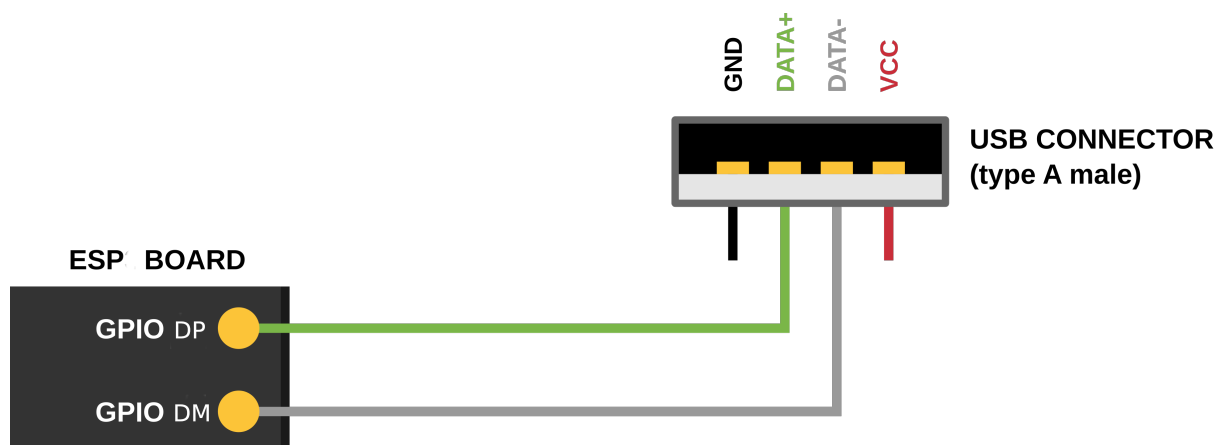 GND
DATA+
DATA-
VCC
USB CONNECTOR
(type A male)
ESP BOARD
GPIO DP
GPIO DM